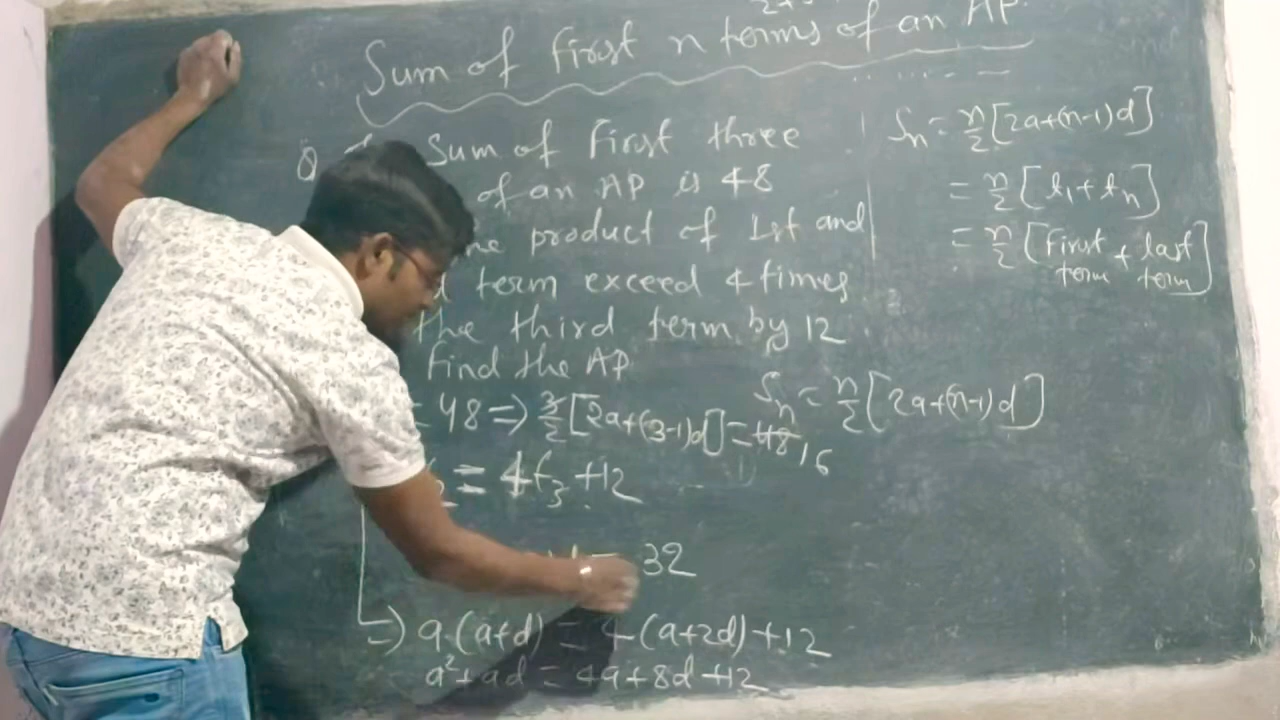 Sum of first n terms of an AP.
Q Sum of first three
of an AP is 48
product of 1st and
term exceed 4 times
the third term by 12
Find the AP
= 48 => 3/2[2a+(3-1)d] = 48 16
= 4t₃ + 12
= 32
=) a.(a+d) = 4(a+2d)+12
a²+ad = 4a+8d+12
Sn = n/2[2a+(n-1)d]
= n/2[t₁+tn]
= n/2[First term + last term]
Sn = n/2[2a+(n-1)d]